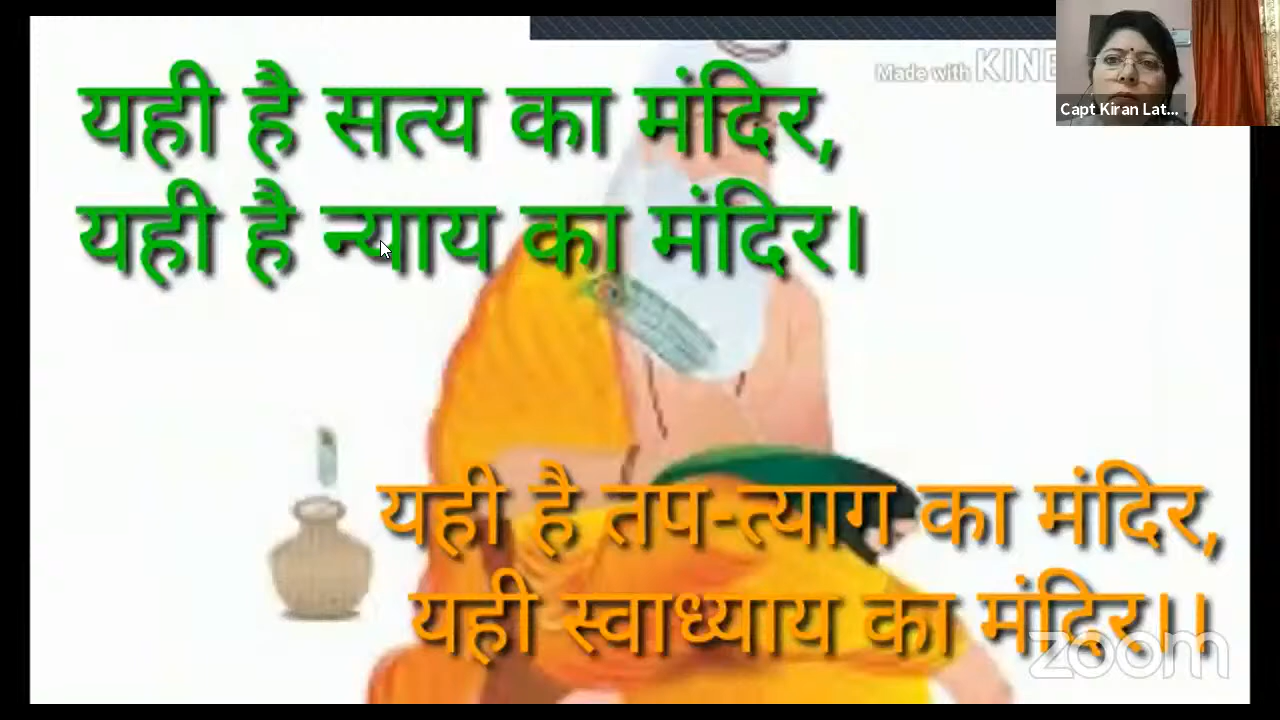 Made with KINE
Capt Kiran Lat...
यही है सत्य का मंदिर,
यही है न्याय का मंदिर।
यही है तप-त्याग का मंदिर,
यही स्वाध्याय का मंदिर।।
zoom